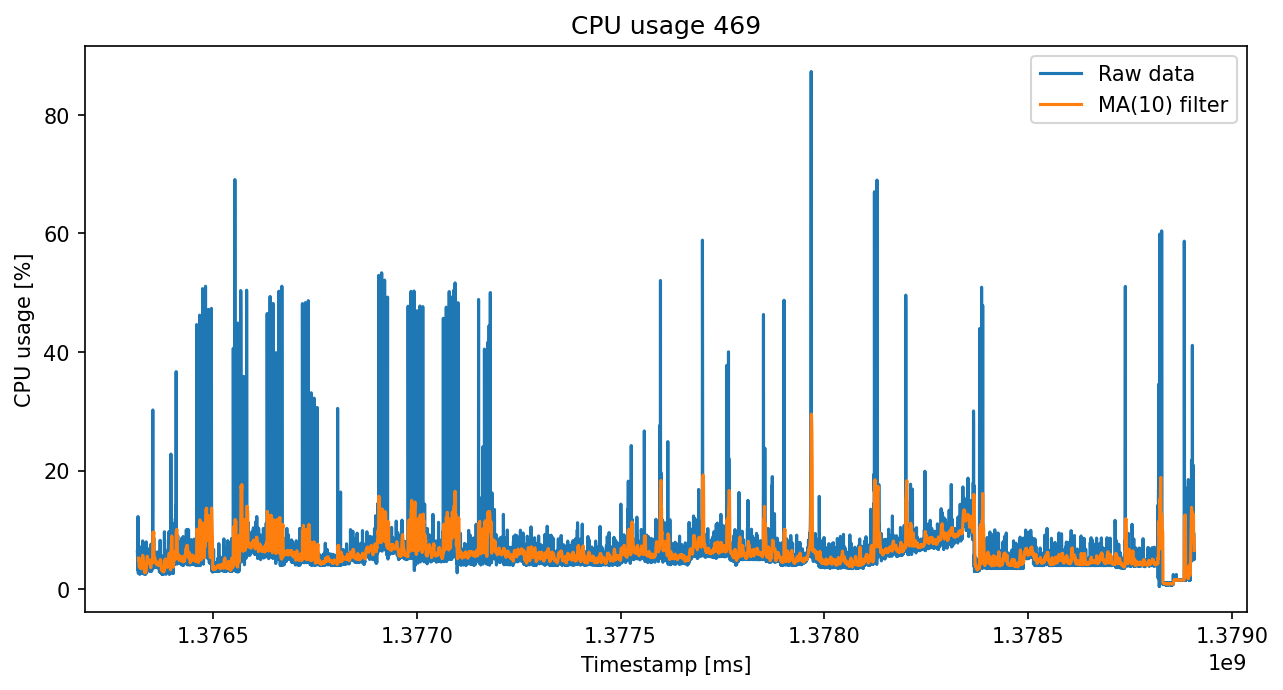 CPU usage 469
Raw data
MA(10) filter
80
60
40
20
0
CPU usage [%]
1.3765
1.3770
1.3775
1.3780
1.3785
1.3790
1e9
Timestamp [ms]